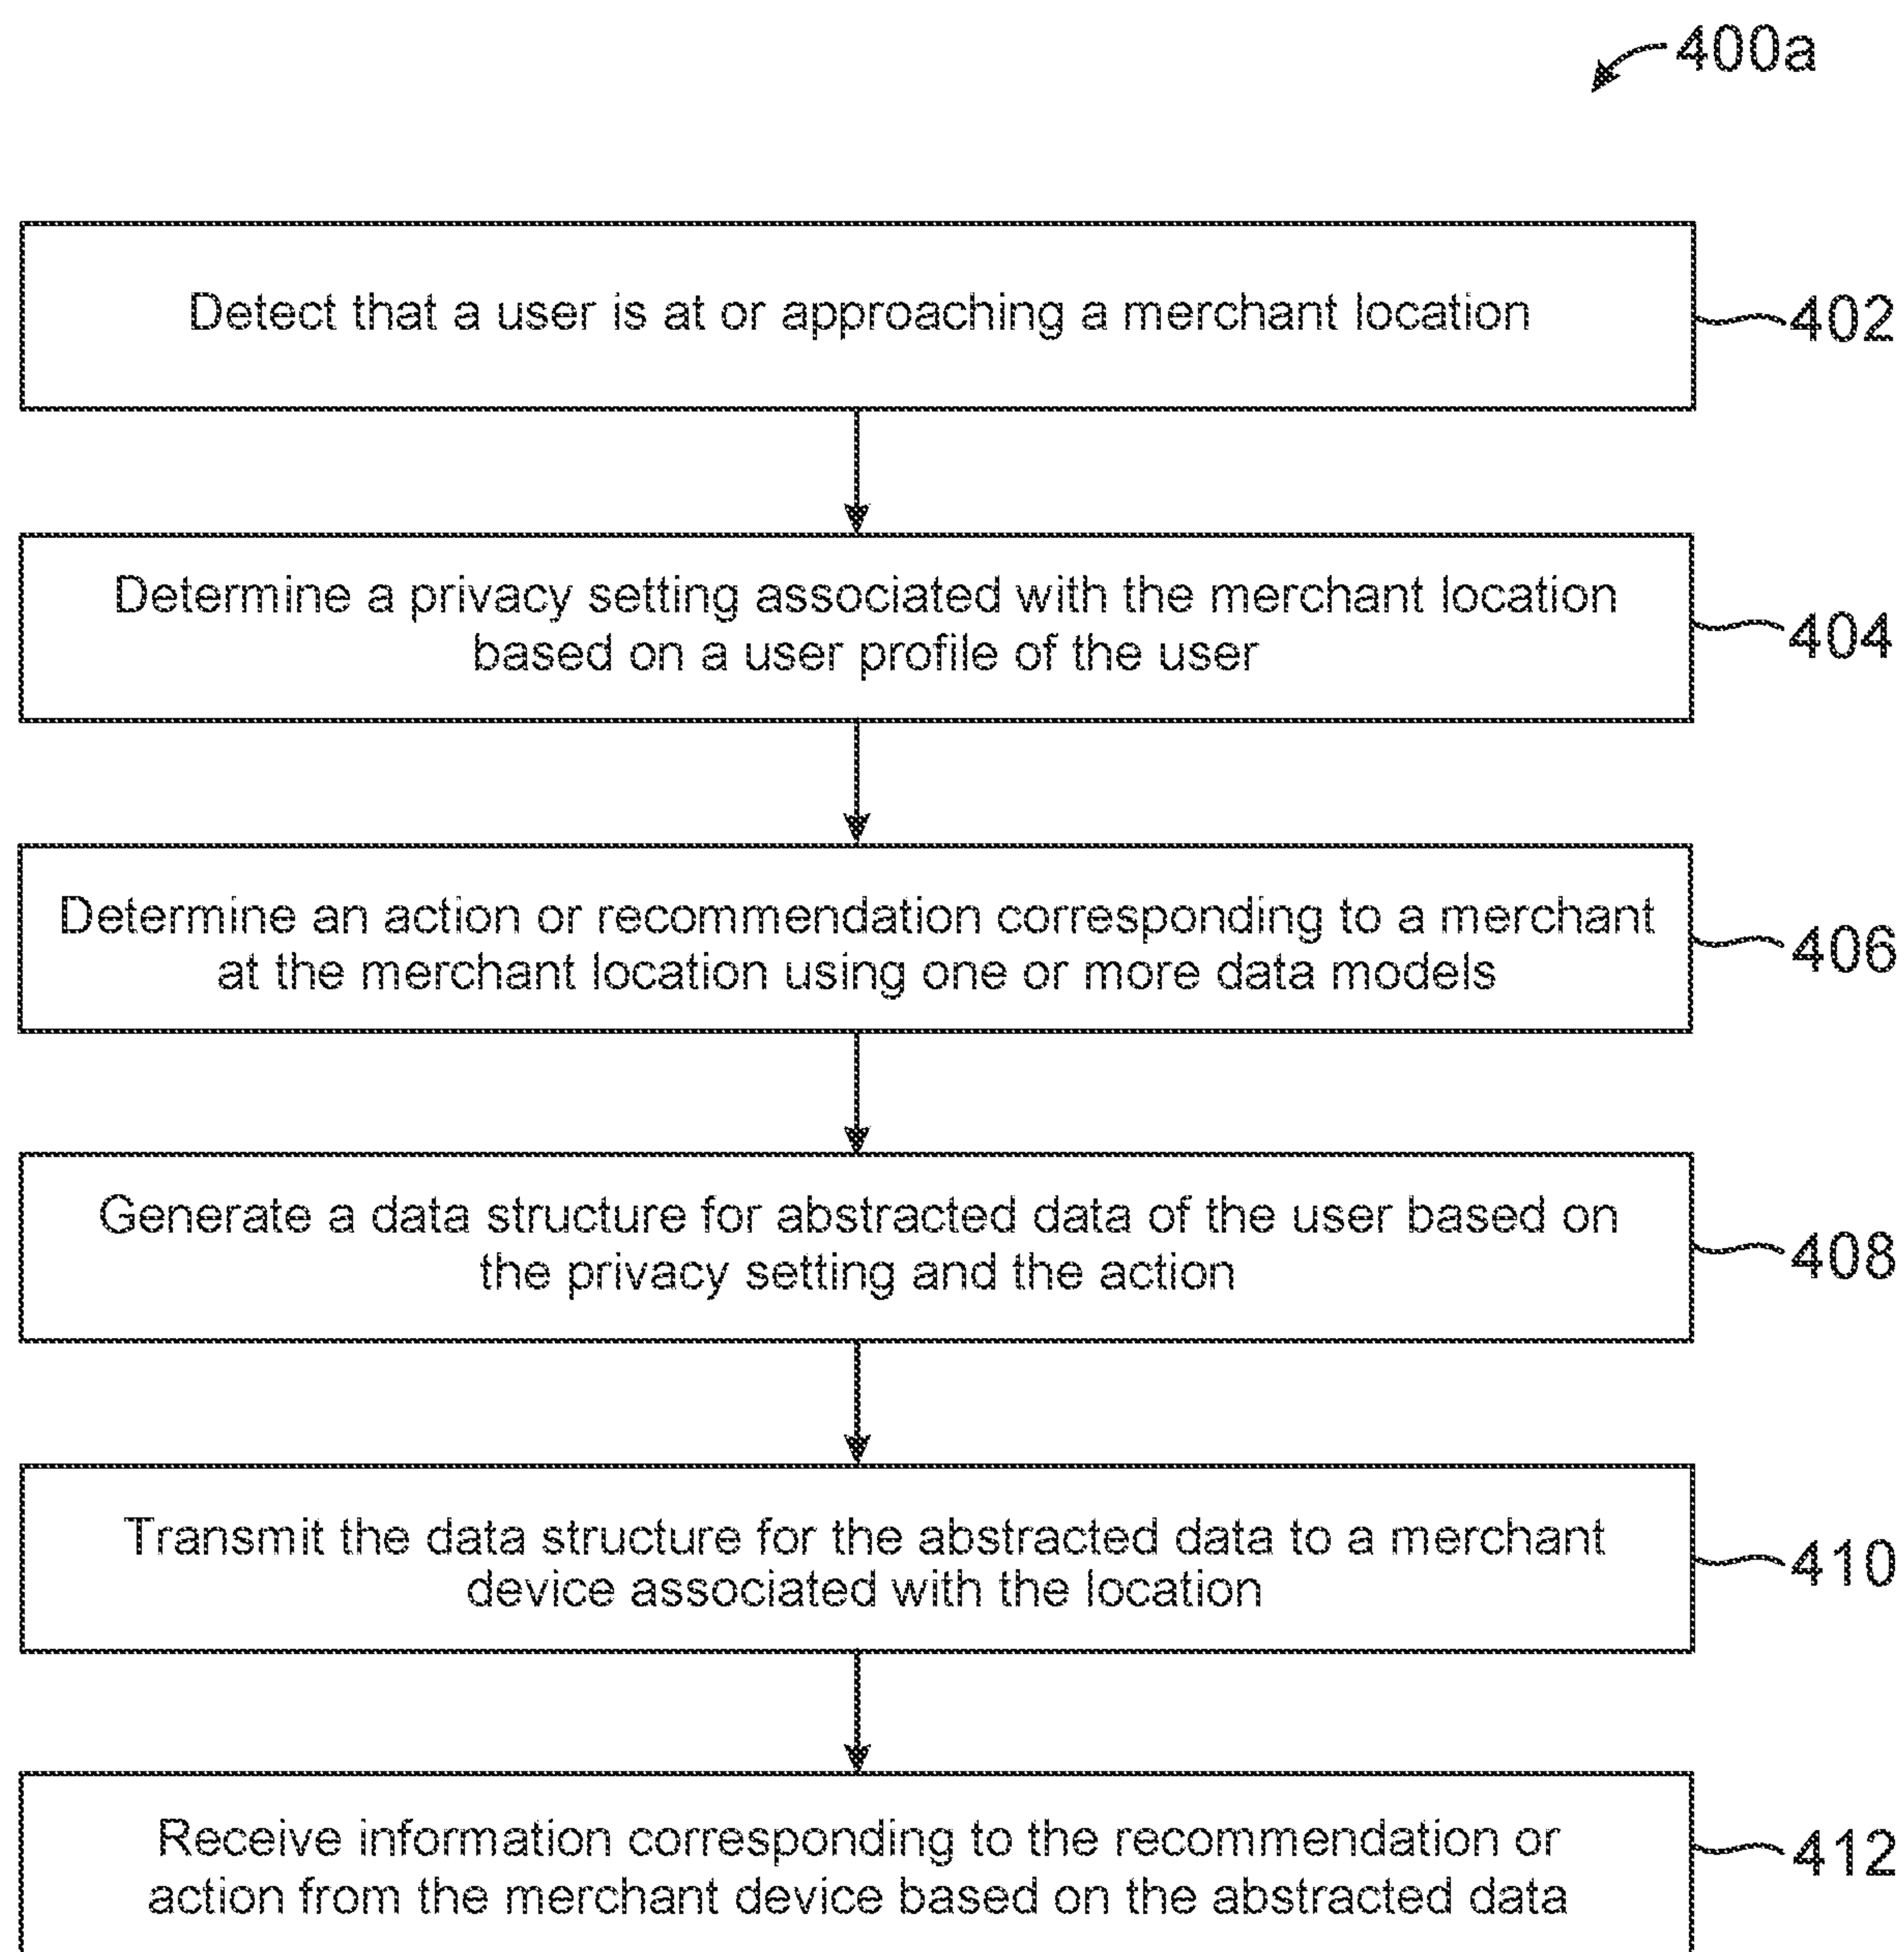 400a
Detect that a user is at or approaching a merchant location
402
Determine a privacy setting associated with the merchant location
based on a user profile of the user
404
Determine an action or recommendation corresponding to a merchant
at the merchant location using one or more data models
406
Generate a data structure for abstracted data of the user based on
the privacy setting and the action
408
Transmit the data structure for the abstracted data to a merchant
device associated with the location
410
Receive information corresponding to the recommendation or
action from the merchant device based on the abstracted data
412